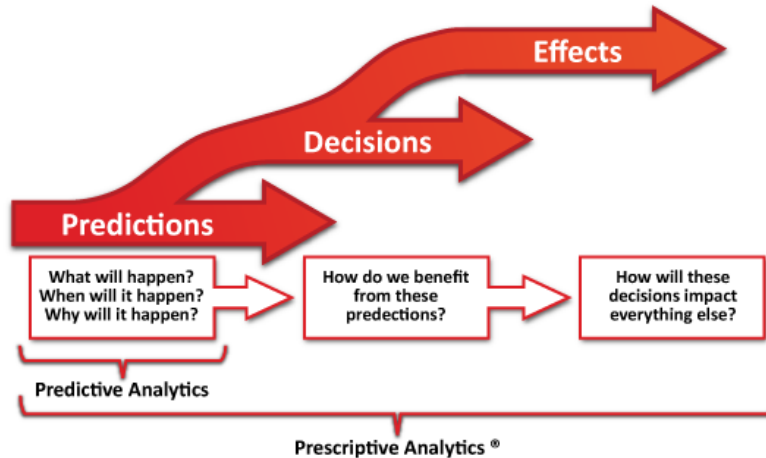 Effects
Decisions
Predictions
What will happen?
When will it happen?
Why will it happen?
How do we benefit
from these
predections?
How will these
decisions impact
everything else?
Predictive Analytics
Prescriptive Analytics ®